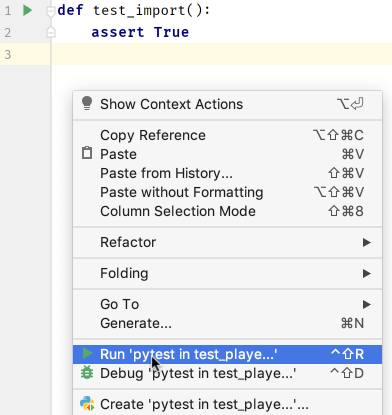 1 def test_import():
2 assert True
3
Show Context Actions ⌥⏎
Copy Reference ⌥⇧⌘C
Paste ⌘V
Paste from History... ⇧⌘V
Paste without Formatting ⌥⇧⌘V
Column Selection Mode ⇧⌘8
Refactor
Folding
Go To
Generate... ⌘N
Run 'pytest in test_playe...' ^⇧R
Debug 'pytest in test_playe...' ^⇧D
Create 'pytest in test_playe...'...